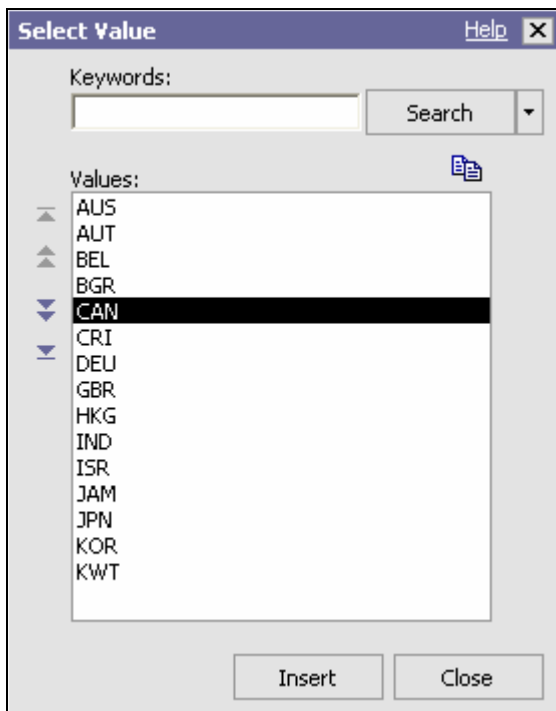 Select Value Help
Keywords:
Search
Values:
AUS
AUT
BEL
BGR
CAN
CRI
DEU
GBR
HKG
IND
ISR
JAM
JPN
KOR
KWT
Insert Close